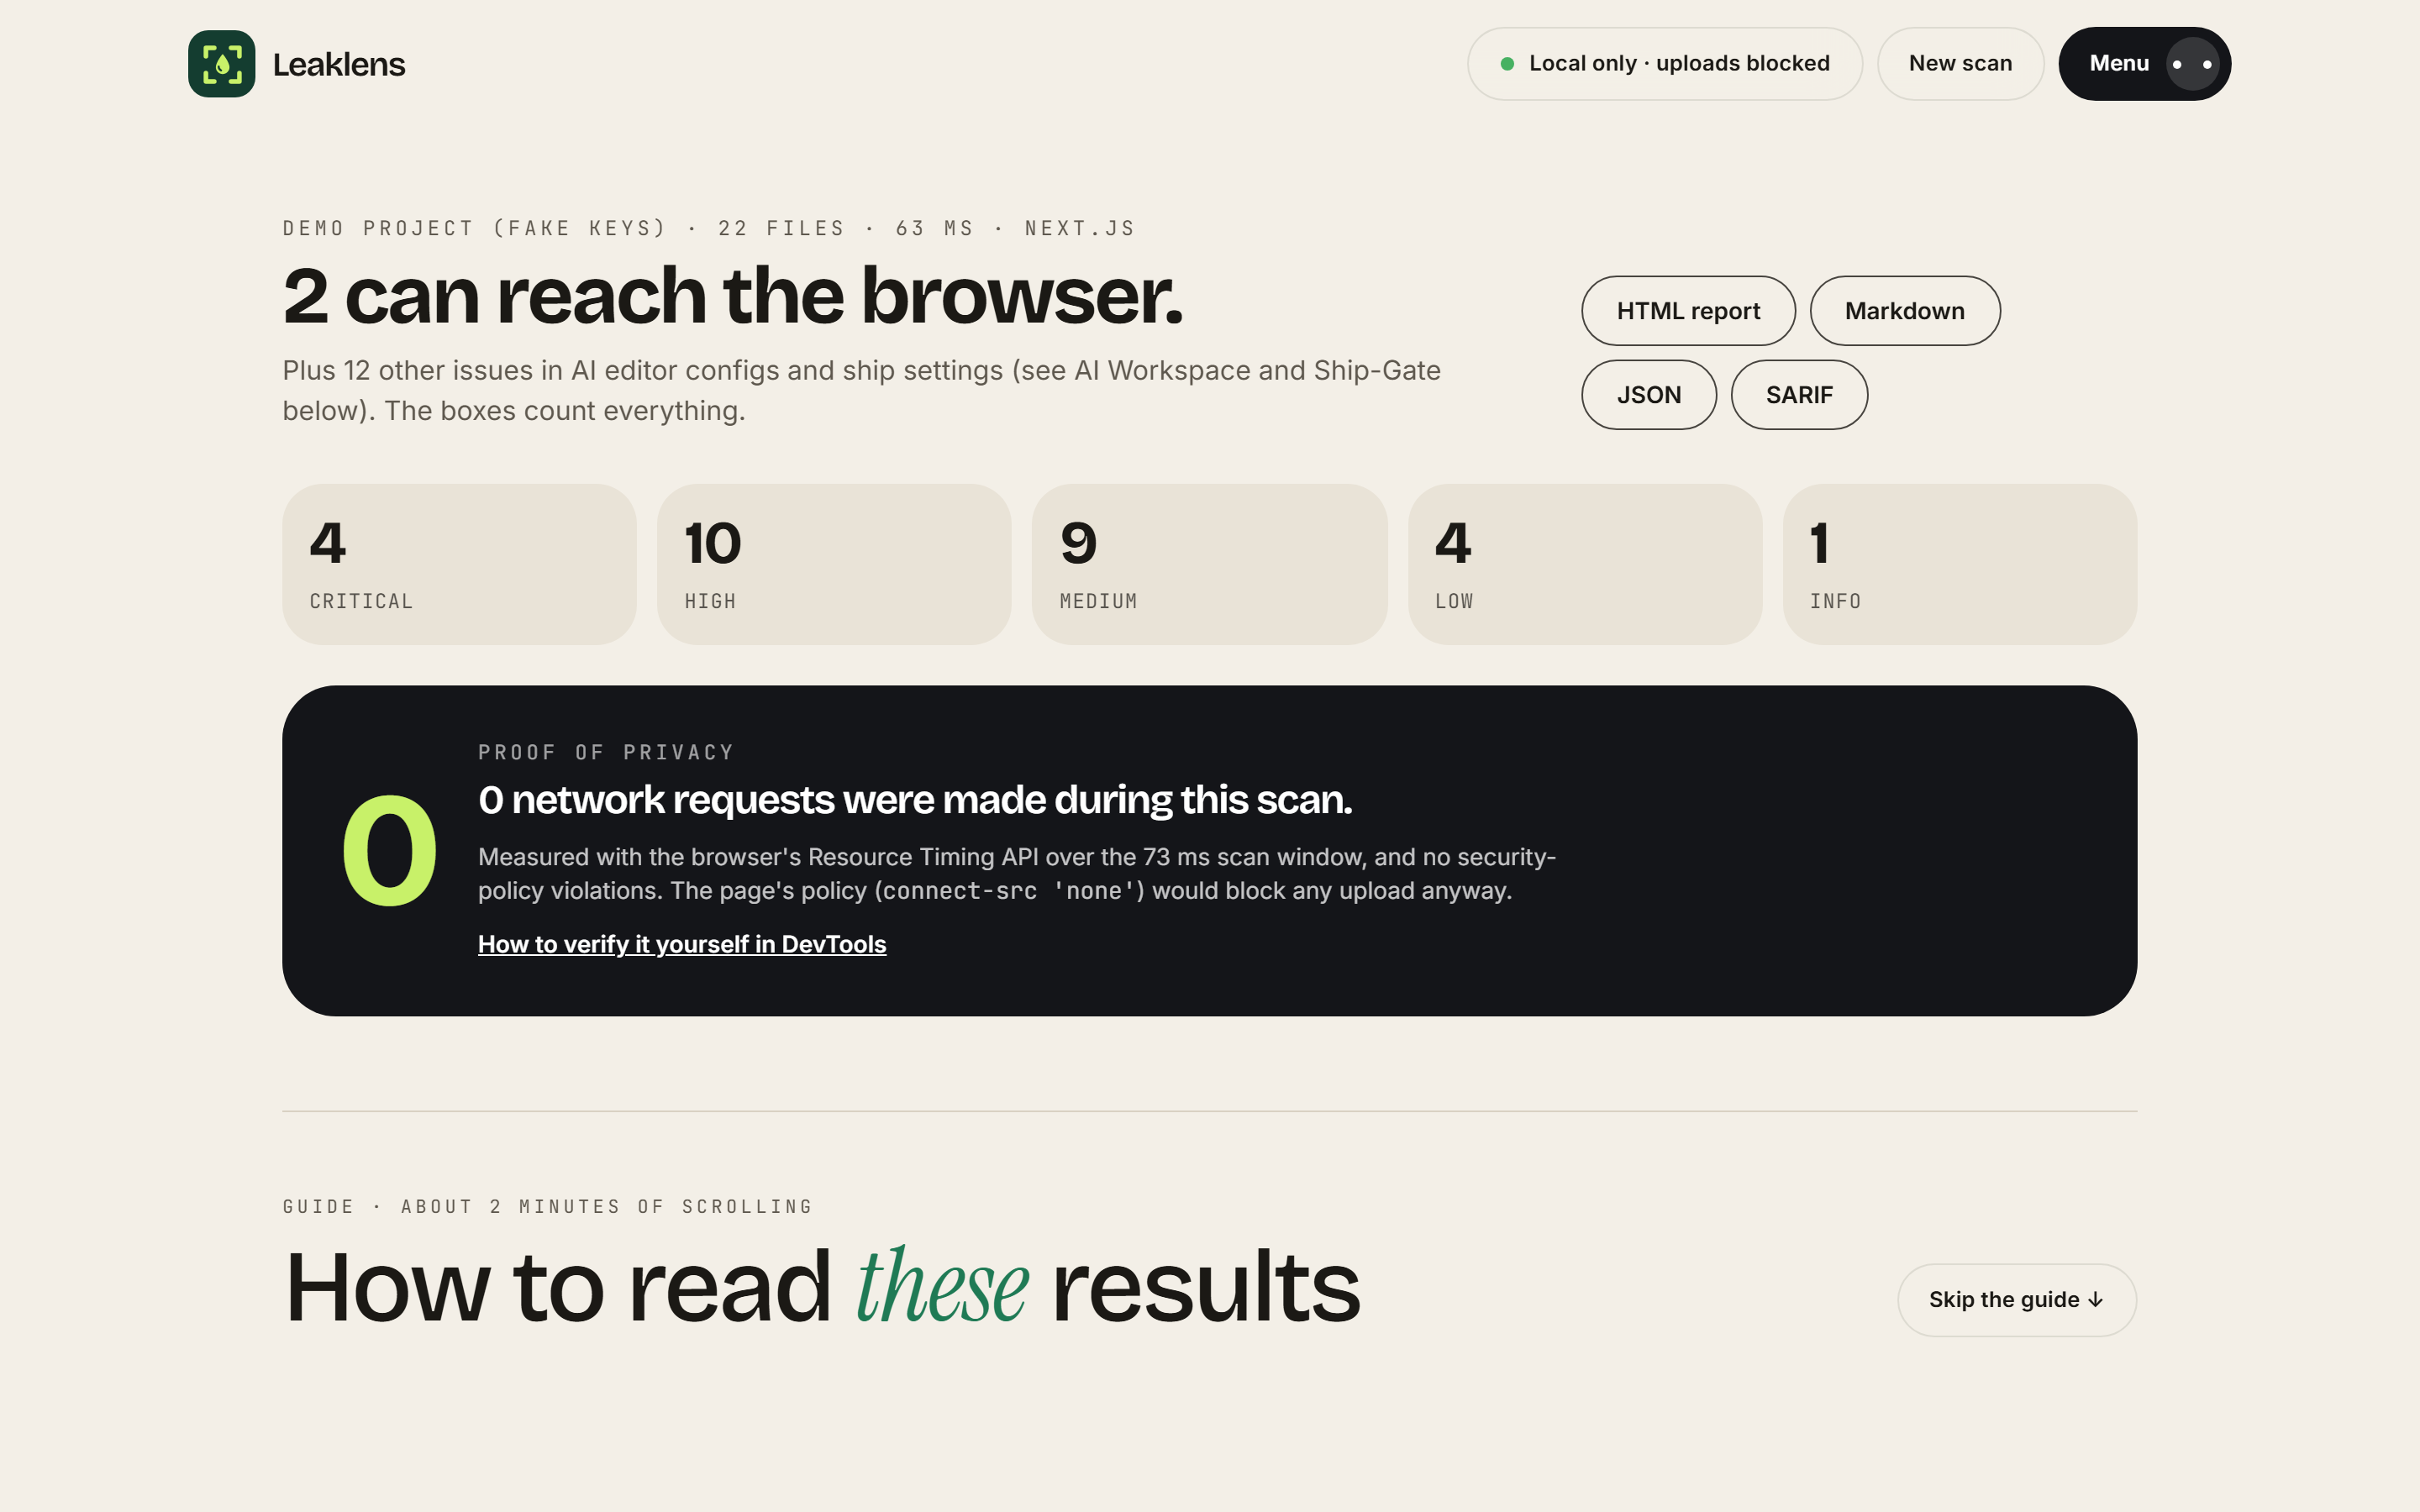 Leaklens
Local only · uploads blocked
New scan
Menu
DEMO PROJECT (FAKE KEYS) · 22 FILES · 63 MS · NEXT.JS
2 can reach the browser.
Plus 12 other issues in AI editor configs and ship settings (see AI Workspace and Ship-Gate
below). The boxes count everything.
HTML report
Markdown
JSON
SARIF
4
CRITICAL
10
HIGH
9
MEDIUM
4
LOW
1
INFO
0
PROOF OF PRIVACY
0 network requests were made during this scan.
Measured with the browser's Resource Timing API over the 73 ms scan window, and no security-
policy violations. The page's policy (connect-src 'none') would block any upload anyway.
How to verify it yourself in DevTools
GUIDE · ABOUT 2 MINUTES OF SCROLLING
How to read these results
Skip the guide ↓